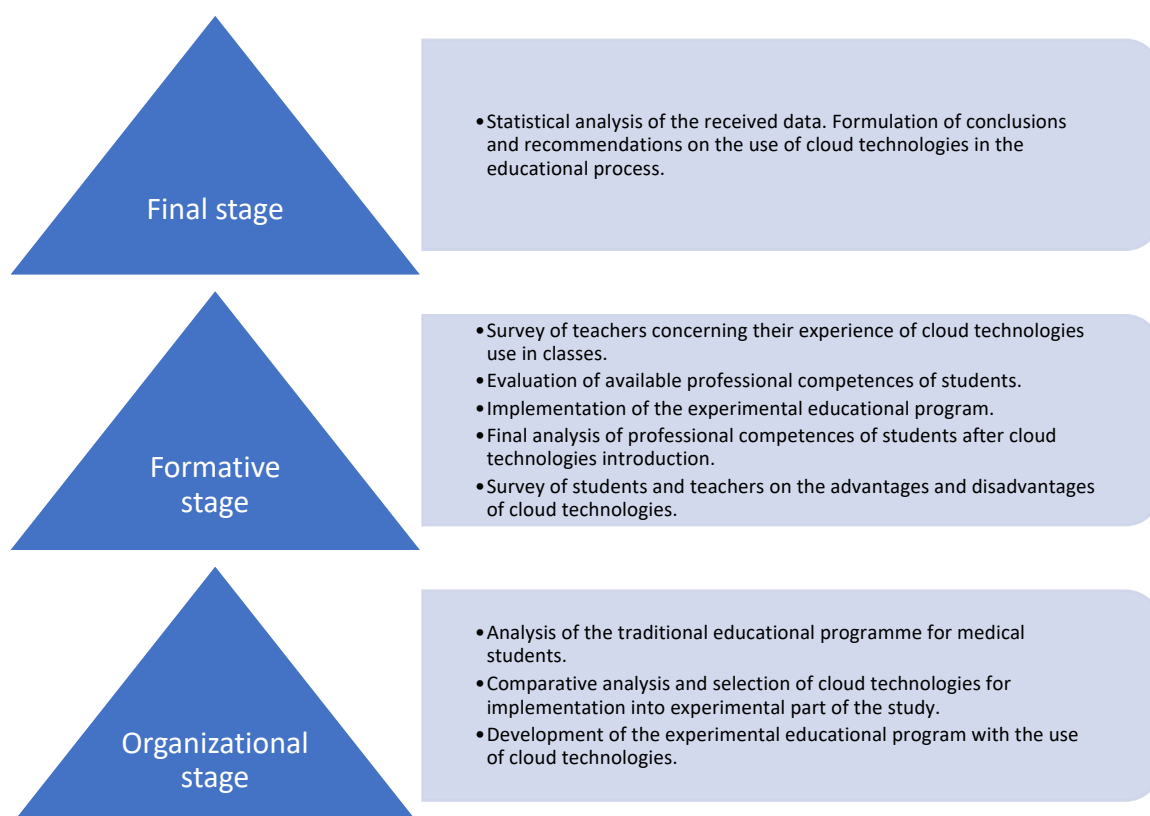 Final stage
•Statistical analysis of the received data. Formulation of conclusions
and recommendations on the use of cloud technologies in the
educational process.
Formative
stage
•Survey of teachers concerning their experience of cloud technologies
use in classes.
•Evaluation of available professional competences of students.
•Implementation of the experimental educational program.
•Final analysis of professional competences of students after cloud
technologies introduction.
•Survey of students and teachers on the advantages and disadvantages
of cloud technologies.
Organizational
stage
•Analysis of the traditional educational programme for medical
students.
•Comparative analysis and selection of cloud technologies for
implementation into experimental part of the study.
•Development of the experimental educational program with the use
of cloud technologies.